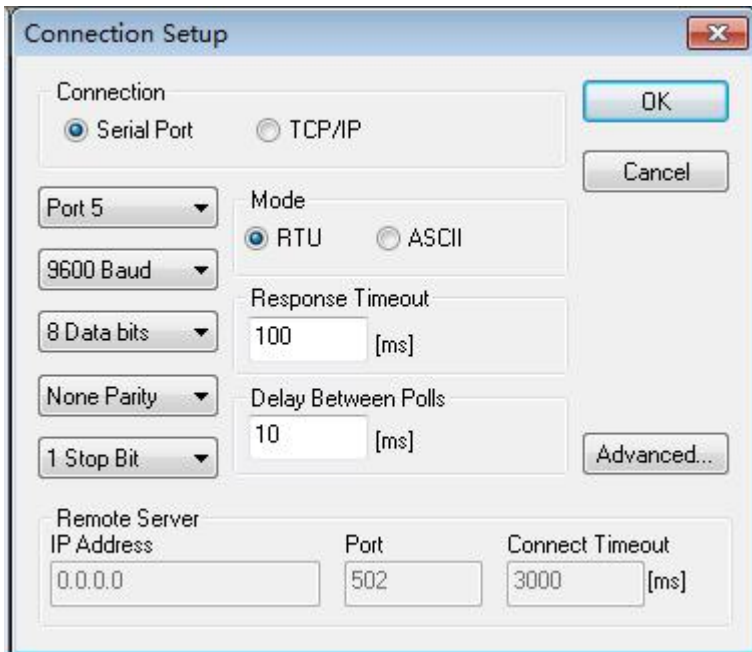 Connection Setup
Connection
Serial Port TCP/IP
OK
Cancel
Port 5
9600 Baud
8 Data bits
None Parity
1 Stop Bit
Mode
RTU ASCII
Response Timeout
100 [ms]
Delay Between Polls
10 [ms]
Advanced...
Remote Server
IP Address Port Connect Timeout
0.0.0.0 502 3000 [ms]